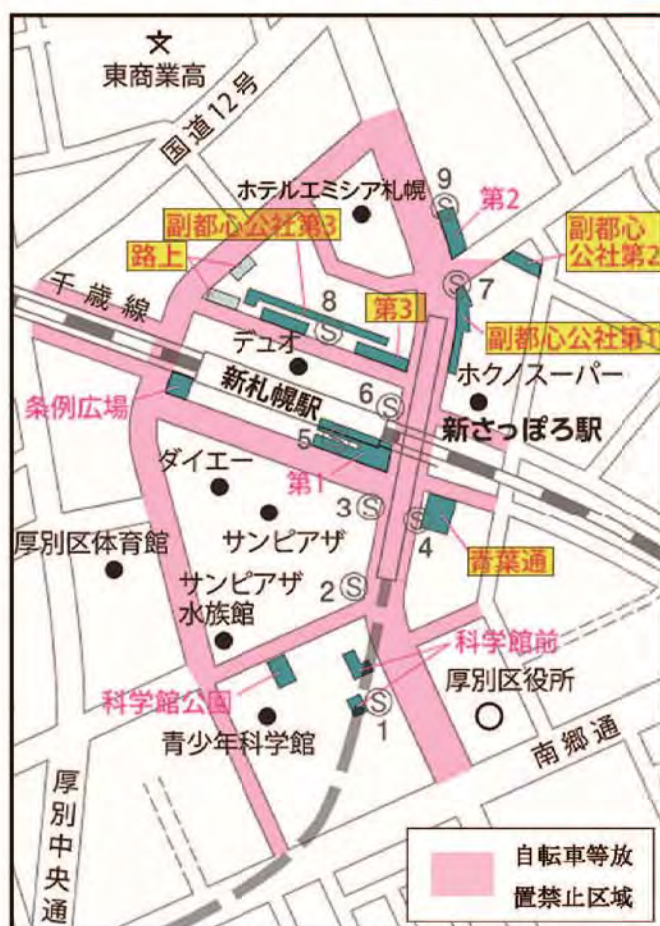 東商業高
国道12号
ホテルエミシア札幌
9
Ⓢ
第2
副都心公社第3
副都心
公社第2
路上
千歳線
8
Ⓢ
第3
Ⓢ
7
副都心公社第1
デュオ
ホクノスーパー
条例広場
新札幌駅
6
Ⓢ
新さっぽろ駅
5
Ⓢ
第1
ダイエー
3
Ⓢ
サンピアザ
Ⓢ
4
青葉通
厚別区体育館
サンピアザ
水族館
2
Ⓢ
科学館前
科学館公園
厚別区役所
Ⓢ
1
青少年科学館
南郷通
厚別中央通
自転車等放
置禁止区域